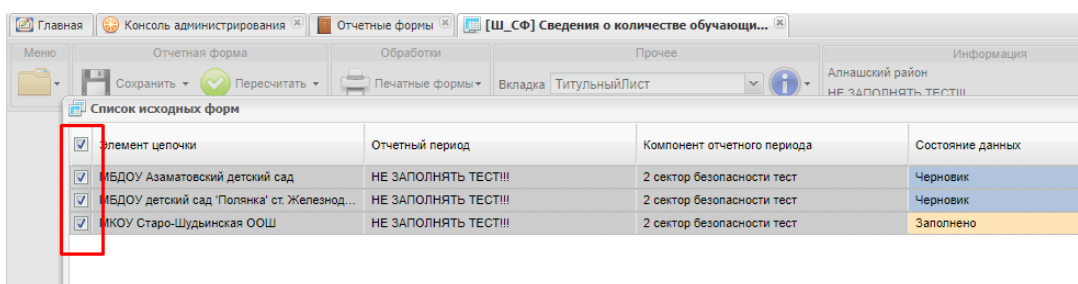 Главная Консоль администрирования Отчетные формы [Ш_СФ] Сведения о количестве обучающи...
Меню Отчетная форма Обработки Прочее Информация
Сохранить Пересчитать Печатные формы Вкладка ТитульныйЛист Алнашский район
НЕ ЗАПОЛНЯТЬ ТЕСТ!!!
Список исходных форм
Элемент цепочки Отчетный период Компонент отчетного периода Состояние данных
МБДОУ Азаматовский детский сад НЕ ЗАПОЛНЯТЬ ТЕСТ!!! 2 сектор безопасности тест Черновик
МБДОУ детский сад 'Полянка' ст. Железнод... НЕ ЗАПОЛНЯТЬ ТЕСТ!!! 2 сектор безопасности тест Черновик
МКОУ Старо-Шудьинская ООШ НЕ ЗАПОЛНЯТЬ ТЕСТ!!! 2 сектор безопасности тест Заполнено